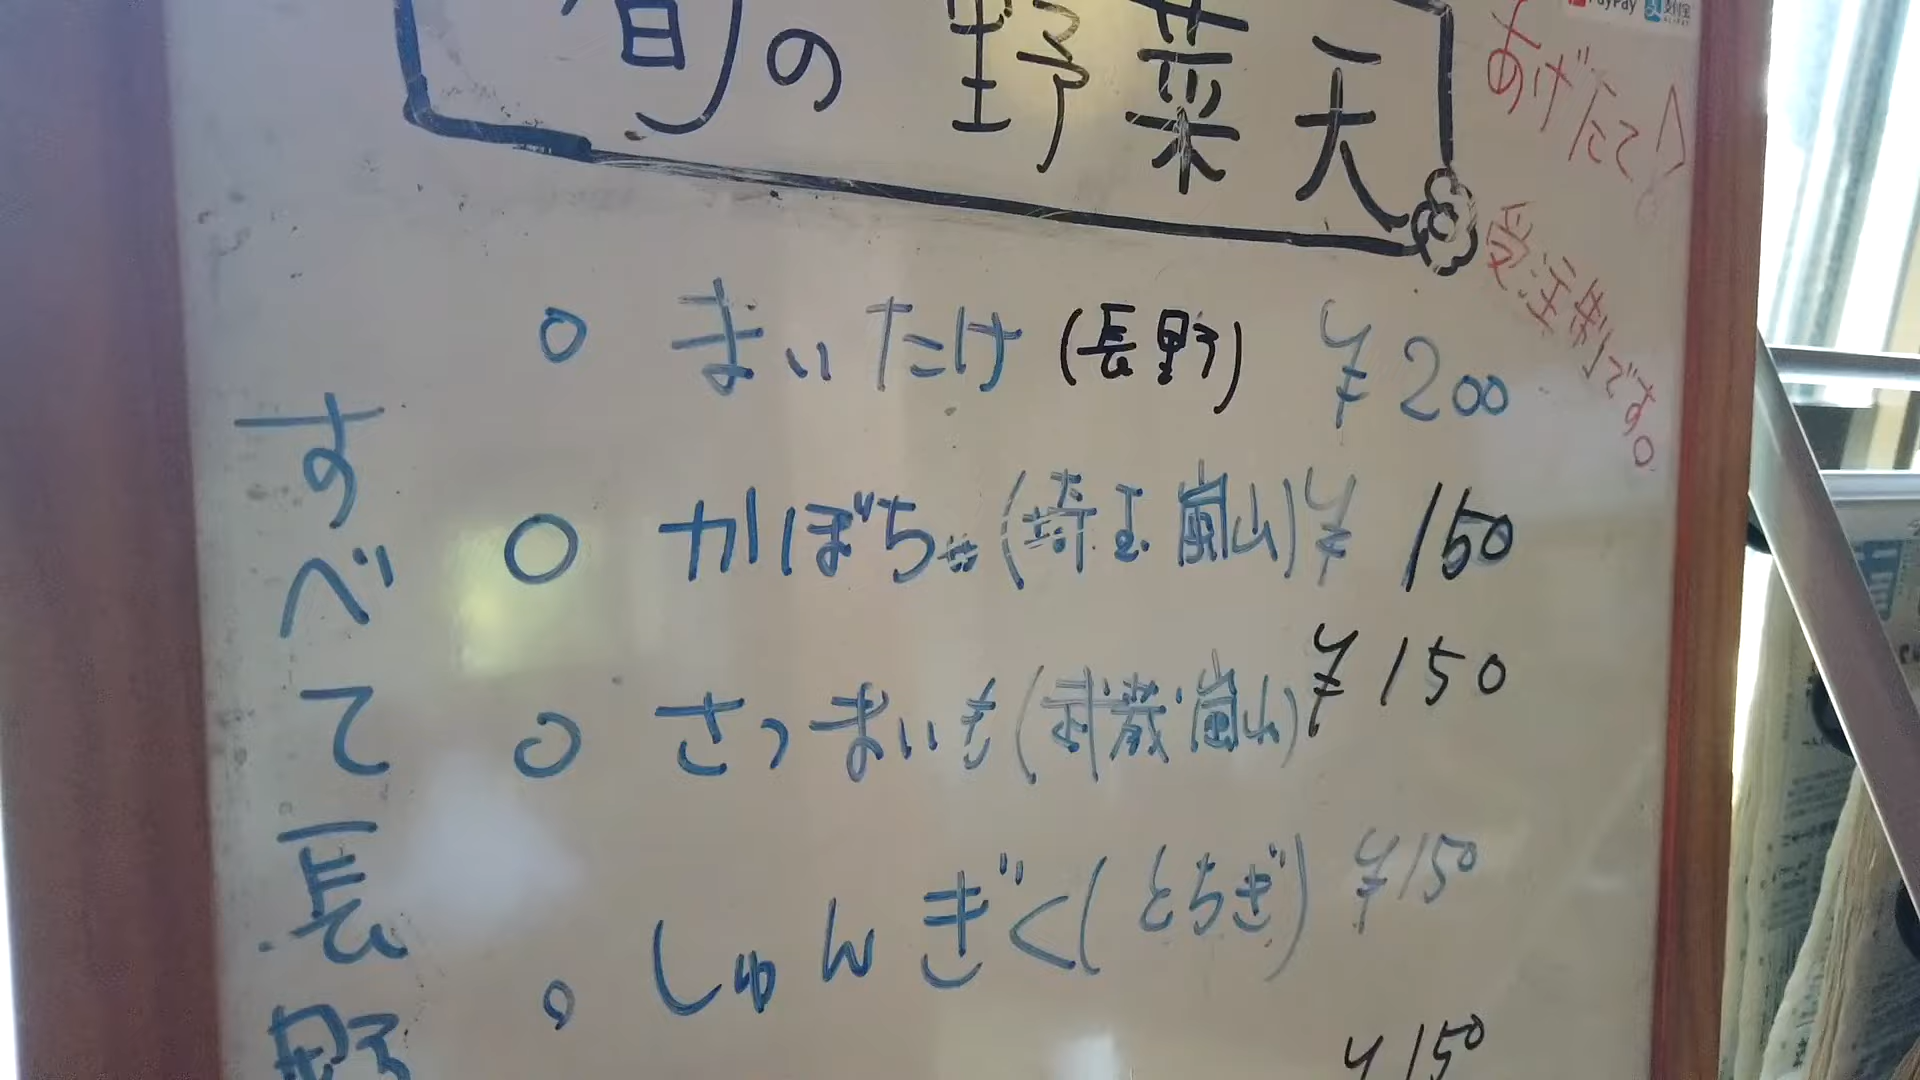 旬の野菜天
PayPay
あげたて!
受注制です。
○ まいたけ (長野) ¥200
○ かぼちゃ (埼玉 嵐山) ¥150
○ さつまいも (武蔵嵐山) ¥150
○ しゅんぎく (とちぎ) ¥150
¥150
すべて長野